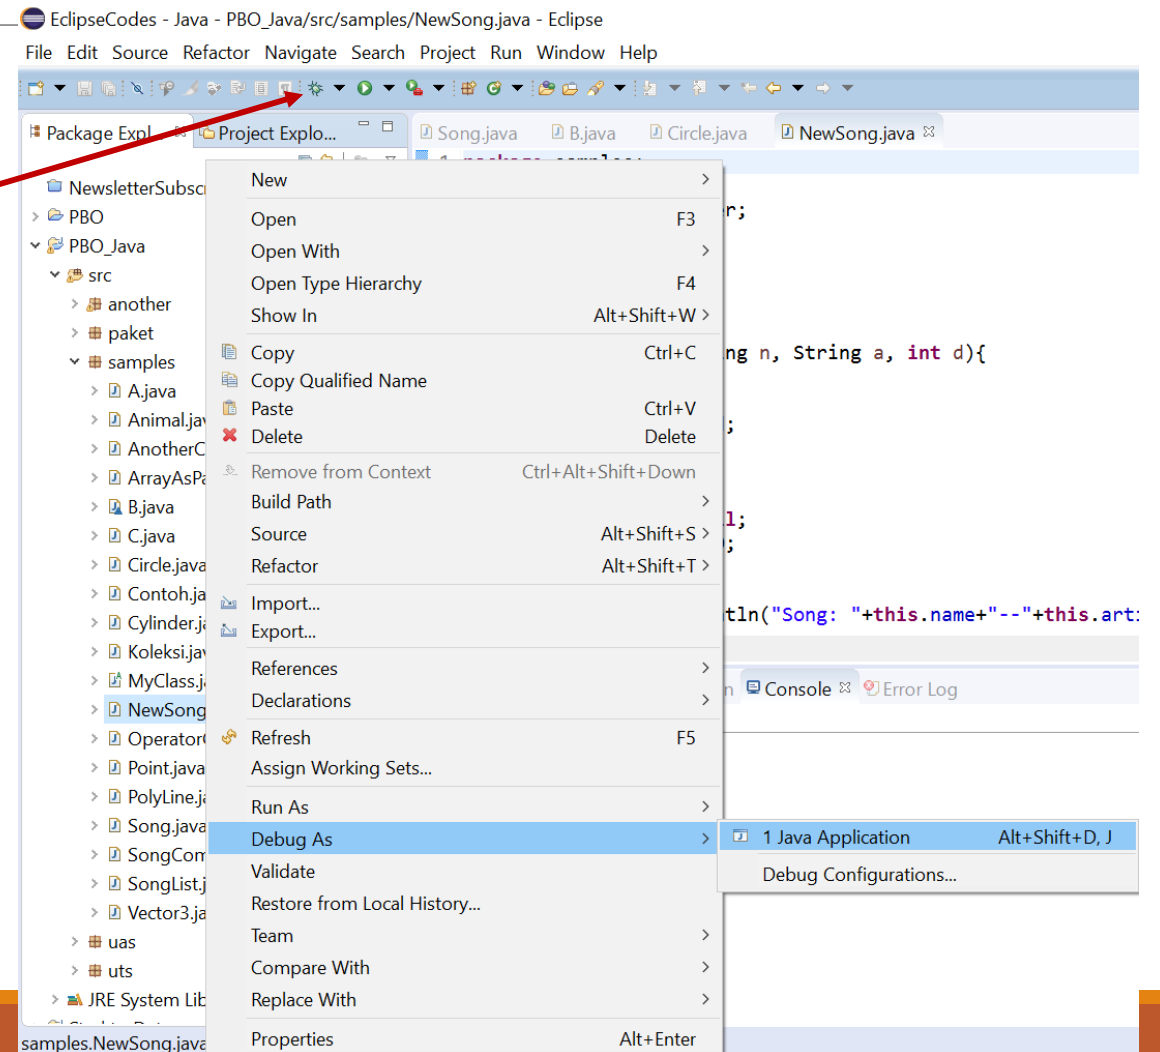 EclipseCodes - Java - PBO_Java/src/samples/NewSong.java - Eclipse
File Edit Source Refactor Navigate Search Project Run Window Help
Package Expl Project Explo... Song.java B.java Circle.java NewSong.java
1 package samples;
NewsletterSubscr
PBO
PBO_Java
src
another
paket
samples
A.java
Animal.jav
AnotherC
ArrayAsPa
B.java
C.java
Circle.java
Contoh.ja
Cylinder.ja
Koleksi.jav
MyClass.ja
NewSong
Operator
Point.java
PolyLine.ja
Song.java
SongCom
SongList.j
Vector3.ja
uas
uts
JRE System Lib
samples.NewSong.java
New
Open F3
Open With
Open Type Hierarchy F4
Show In Alt+Shift+W
Copy Ctrl+C
Copy Qualified Name
Paste Ctrl+V
Delete Delete
Remove from Context Ctrl+Alt+Shift+Down
Build Path
Source Alt+Shift+S
Refactor Alt+Shift+T
Import...
Export...
References
Declarations
Refresh F5
Assign Working Sets...
Run As
Debug As
Validate
Restore from Local History...
Team
Compare With
Replace With
Properties Alt+Enter
1 Java Application Alt+Shift+D, J
Debug Configurations...
r;
ng n, String a, int d){
;
l;
;
tln("Song: "+this.name+"--"+this.art
n Console Error Log